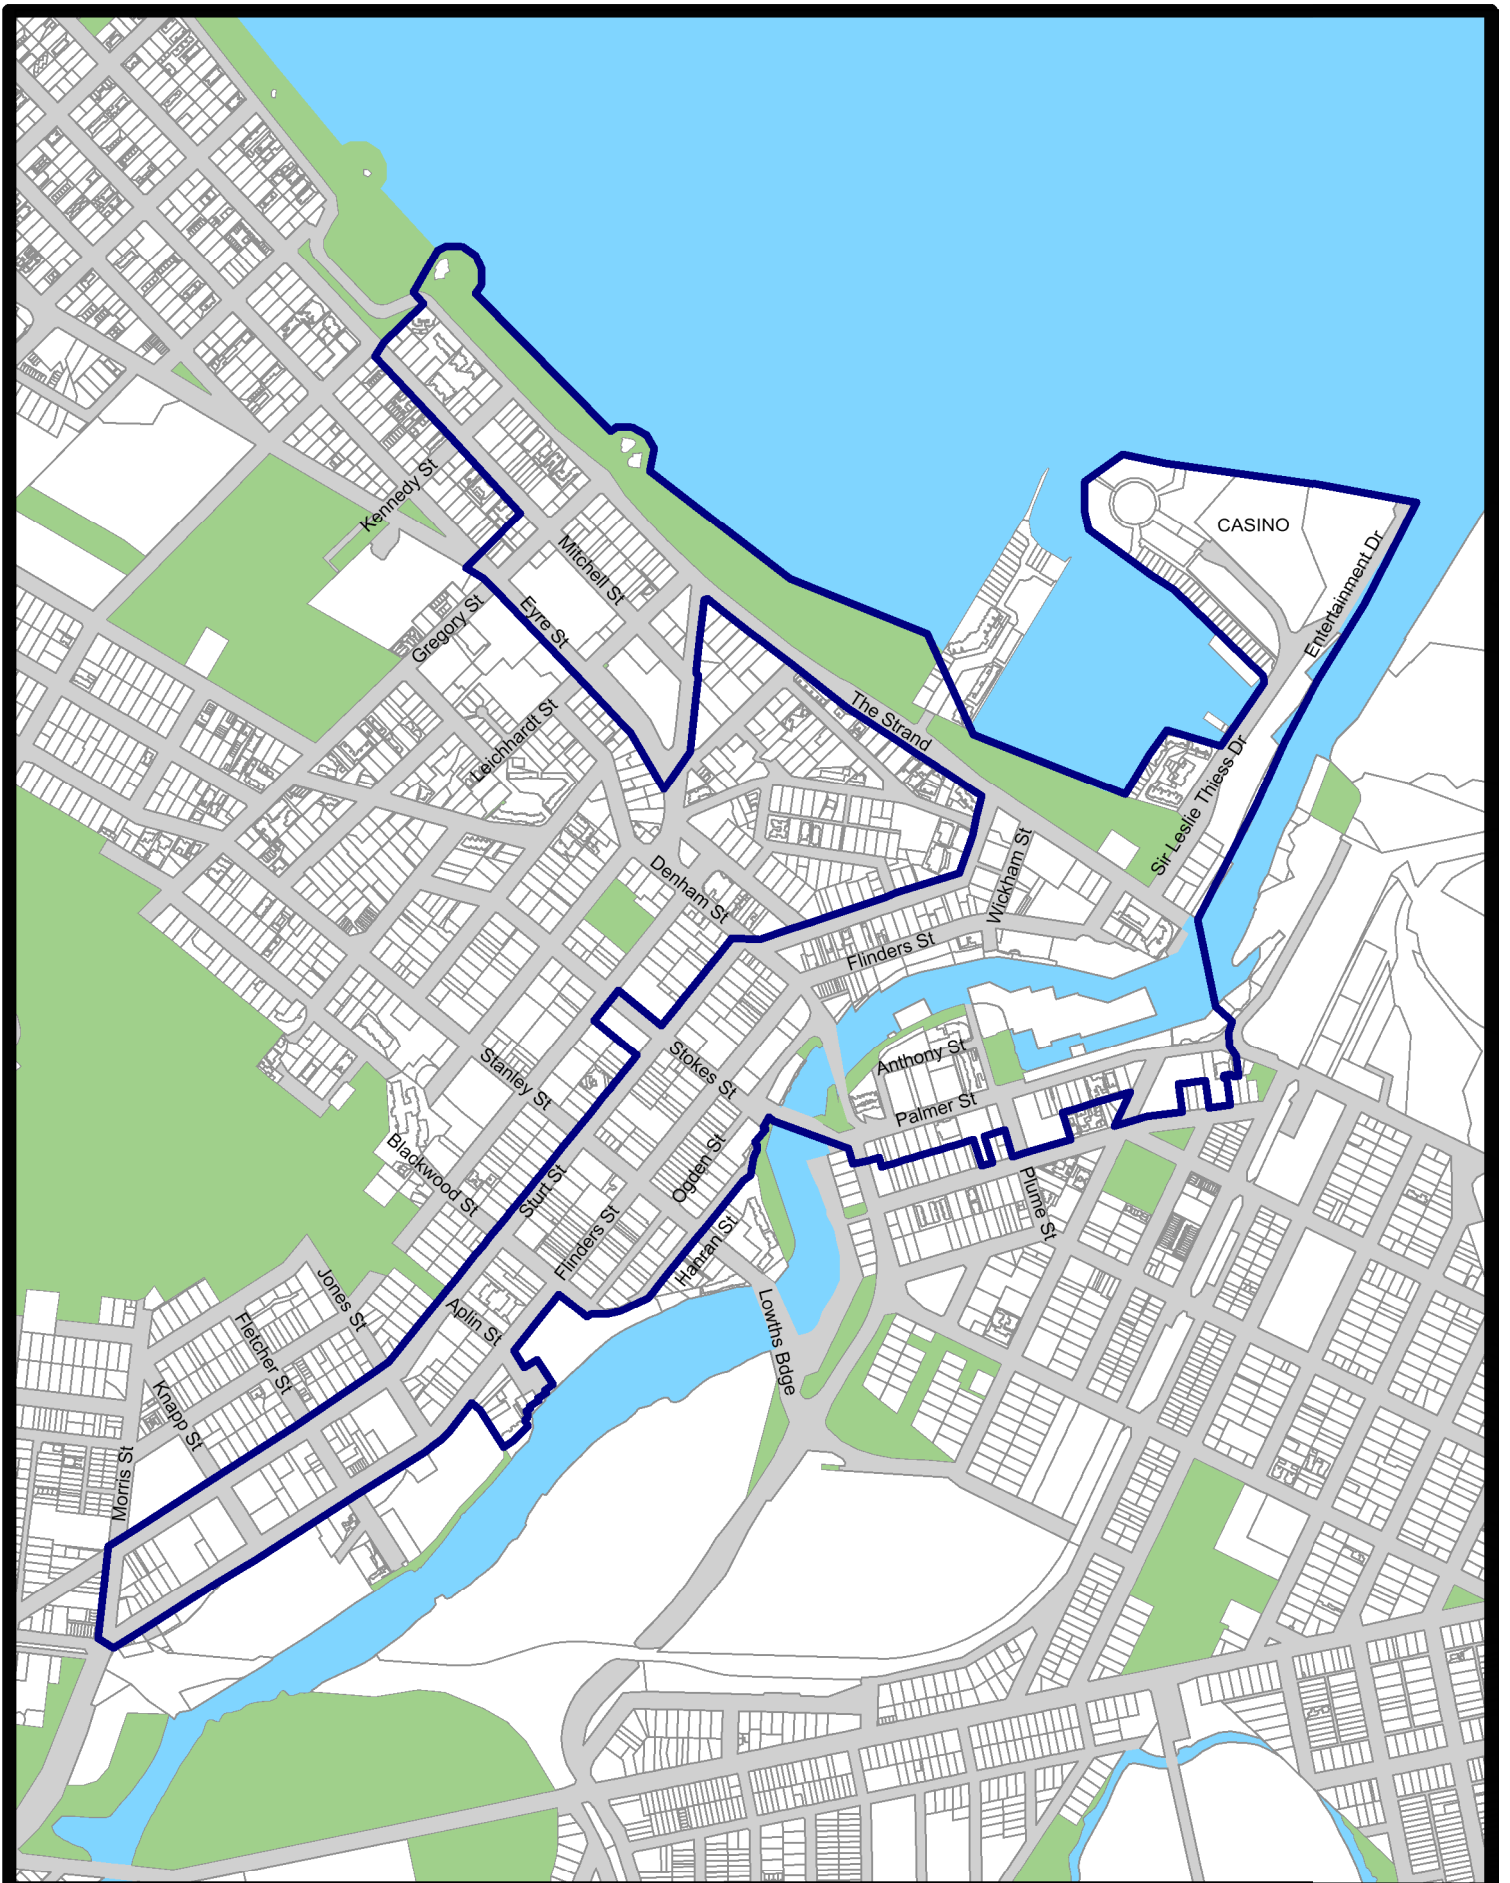 CASINO
Kennedy St
Mitchell St
Entertainment Dr
Eyre St
Gregory St
Leichhardt St
The Strand
Sir Leslie Thiess Dr
Wickham St
Denham St
Flinders St
Stokes St
Anthony St
Stanley St
Palmer St
Blackwood St
Ogden St
Sturt St
Plume St
Flinders St
Hanran St
Jones St
Aplin St
Lowths Bdge
Fletcher St
Knapp St
Morris St